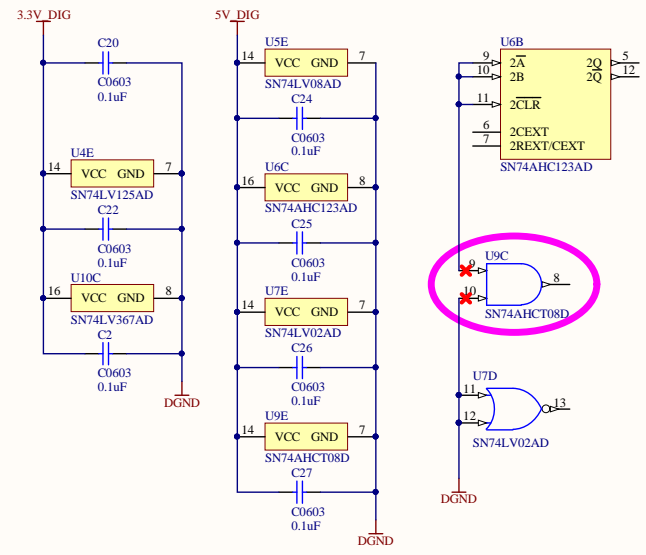 3.3V_DIG
C20
C0603
0.1uF
U4E
14 VCC GND 7
SN74LV125AD
C22
C0603
0.1uF
U10C
16 VCC GND 8
SN74LV367AD
C2
C0603
0.1uF
DGND
5V_DIG
U5E
14 VCC GND 7
SN74LV08AD
C24
C0603
0.1uF
U6C
16 VCC GND 8
SN74AHC123AD
C25
C0603
0.1uF
U7E
14 VCC GND 7
SN74LV02AD
C26
C0603
0.1uF
U9E
14 VCC GND 7
SN74AHCT08D
C27
C0603
0.1uF
DGND
U6B
9 2A 2Q 5
10 2B 2Q 12
11 2CLR
6 2CEXT
7 2REXT/CEXT
SN74AHC123AD
U9C
9
8
10
SN74AHCT08D
U7D
11
13
12
SN74LV02AD
DGND